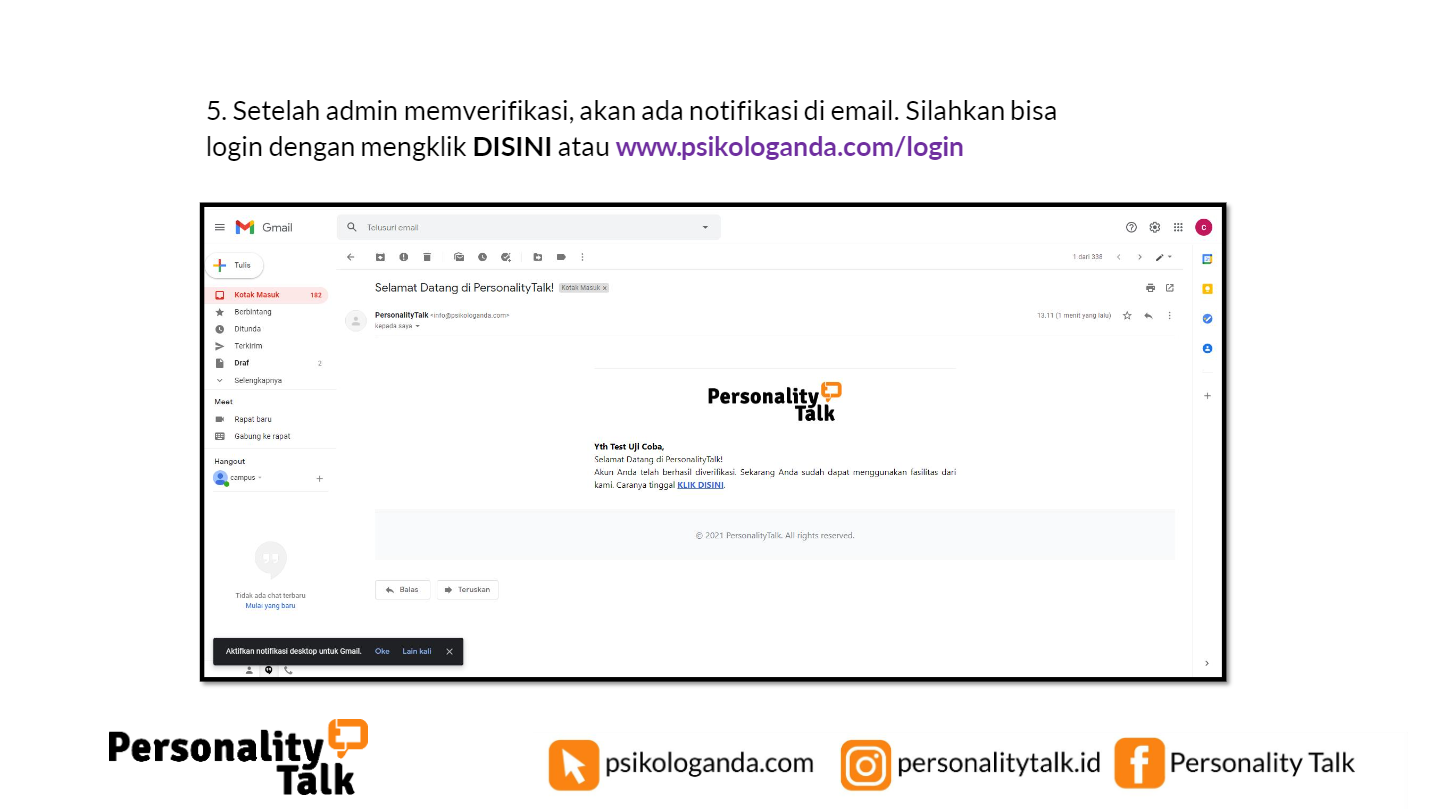 5. Setelah admin memverifikasi, akan ada notifikasi di email. Silahkan bisa
login dengan mengklik DISINI atau www.psikologanda.com/login
Gmail
Telusuri email
Tulis
1 dari 338
Kotak Masuk 182
Berbintang
Ditunda
Terkirim
Draf 2
Selengkapnya
Meet
Rapat baru
Gabung ke rapat
Hangout
campus
Tidak ada chat terbaru
Mulai yang baru
Selamat Datang di PersonalityTalk! Kotak Masuk x
PersonalityTalk <info@psikologanda.com>
kepada saya
13.11 (1 menit yang lalu)
C
Personality
Talk
Yth Test Uji Coba,
Selamat Datang di PersonalityTalk!
Akun Anda telah berhasil diverifikasi. Sekarang Anda sudah dapat menggunakan fasilitas dari
kami. Caranya tinggal KLIK DISINI.
© 2021 PersonalityTalk. All rights reserved.
Balas
Teruskan
Aktifkan notifikasi desktop untuk Gmail. Oke Lain kali
Personality
Talk
psikologanda.com
personalitytalk.id
Personality Talk